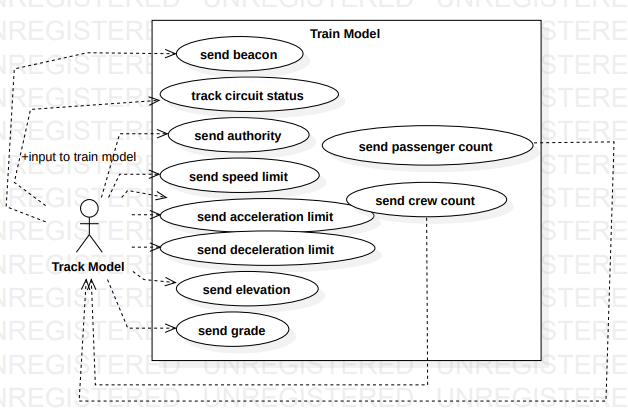 Train Model
send beacon
track circuit status
send authority
send passenger count
+input to train model
send speed limit
send crew count
send acceleration limit
send deceleration limit
Track Model
send elevation
send grade
UNREGISTERED